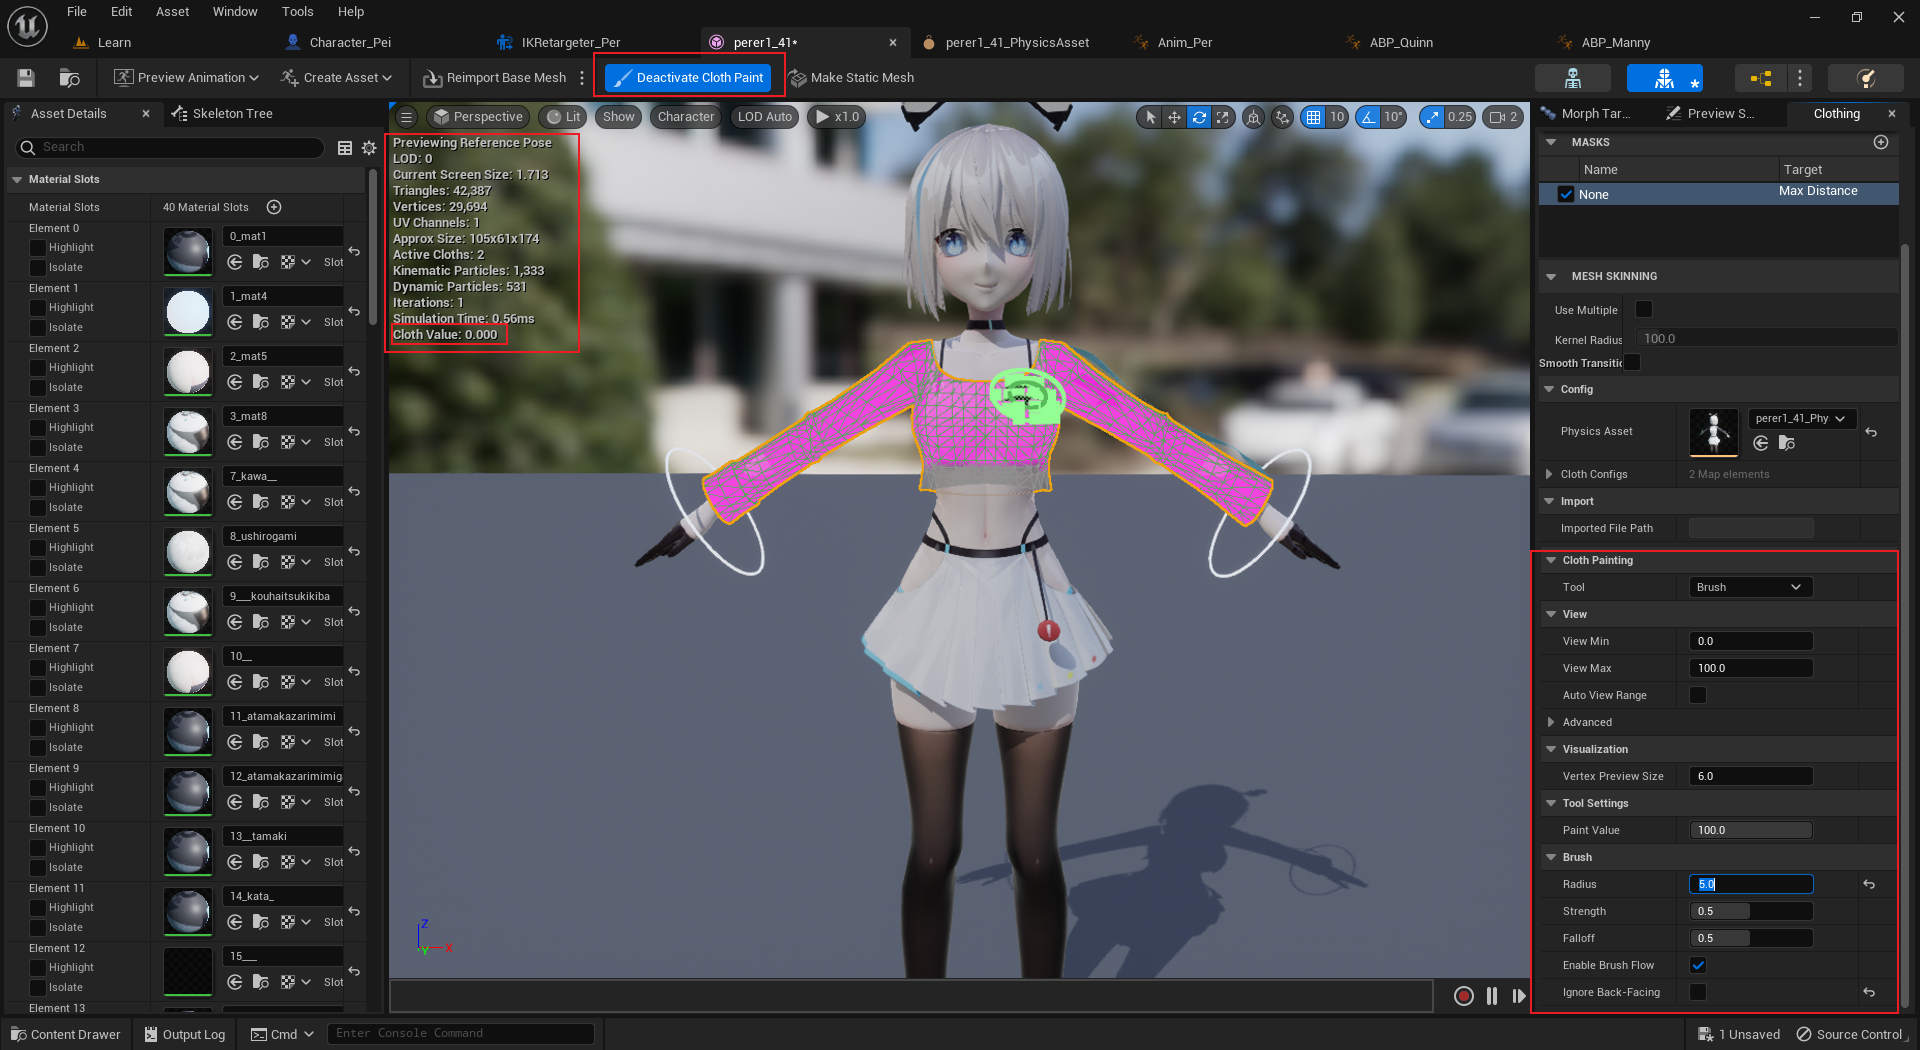 File Edit Asset Window Tools Help
Learn Character_Pei IKRetargeter_Per perer1_41* perer1_41_PhysicsAsset Anim_Per ABP_Quinn ABP_Manny
Preview Animation Create Asset Reimport Base Mesh Deactivate Cloth Paint Make Static Mesh
Asset Details Skeleton Tree
Search
Material Slots
Material Slots 40 Material Slots
Element 0 0_mat1
Highlight
Isolate Slot
Element 1 1_mat4
Highlight
Isolate Slot
Element 2 2_mat5
Highlight
Isolate Slot
Element 3 3_mat8
Highlight
Isolate Slot
Element 4 7_kawa__
Highlight
Isolate Slot
Element 5 8_ushirogami
Highlight
Isolate Slot
Element 6 9___kouhaitsukikiba
Highlight
Isolate Slot
Element 7 10__
Highlight
Isolate Slot
Element 8 11_atamakazarimimi
Highlight
Isolate Slot
Element 9 12_atamakazarimimig
Highlight
Isolate Slot
Element 10 13__tamaki
Highlight
Isolate Slot
Element 11 14_kata_
Highlight
Isolate Slot
Element 12 15___
Highlight
Isolate Slot
Element 13
Perspective Lit Show Character LOD Auto x1.0 10 10° 0.25 2
Previewing Reference Pose
LOD: 0
Current Screen Size: 1.713
Triangles: 42,387
Vertices: 29,694
UV Channels: 1
Approx Size: 105x61x174
Active Cloths: 2
Kinematic Particles: 1,333
Dynamic Particles: 531
Iterations: 1
Simulation Time: 0.56ms
Cloth Value: 0.000
Z
X
Y
Morph Tar... Preview S... Clothing
MASKS
Name Target
None Max Distance
MESH SKINNING
Use Multiple
Kernel Radius 100.0
Smooth Transitic
Config
Physics Asset perer1_41_Phy
Cloth Configs 2 Map elements
Import
Imported File Path
Cloth Painting
Tool Brush
View
View Min 0.0
View Max 100.0
Auto View Range
Advanced
Visualization
Vertex Preview Size 6.0
Tool Settings
Paint Value 100.0
Brush
Radius 5.0
Strength 0.5
Falloff 0.5
Enable Brush Flow
Ignore Back-Facing
Content Drawer Output Log Cmd Enter Console Command 1 Unsaved Source Control